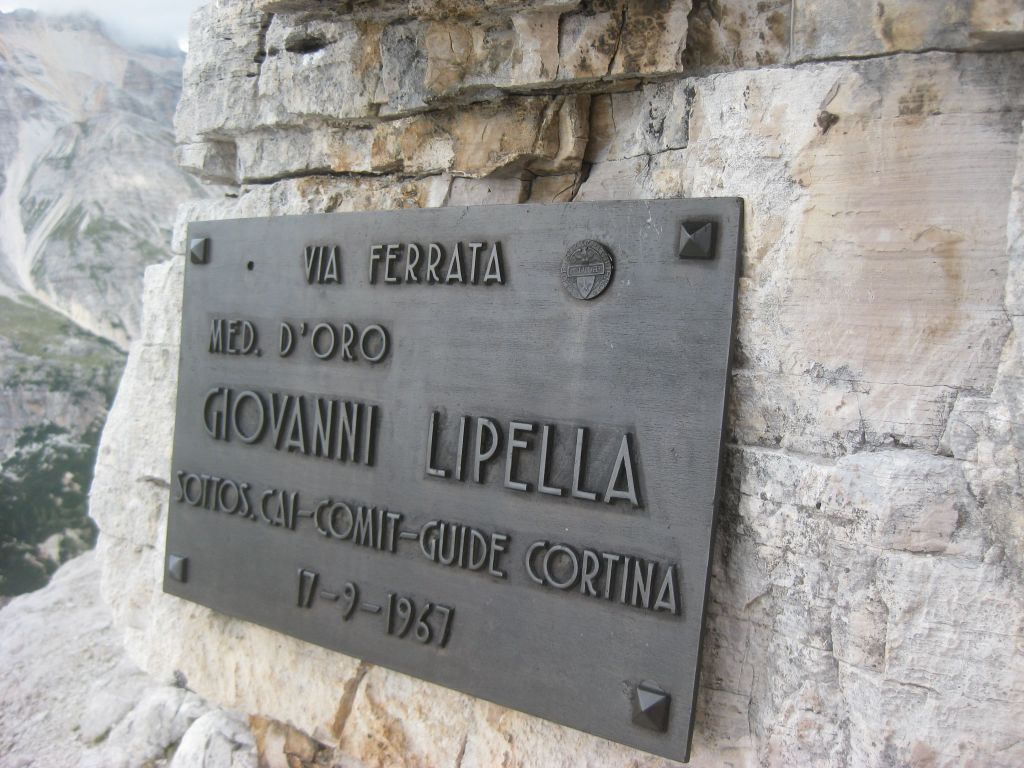 VIA FERRATA
MED. D'ORO
GIOVANNI LIPELLA
SOTTOS. CAI-COMIT-GUIDE CORTINA
17-9-1967